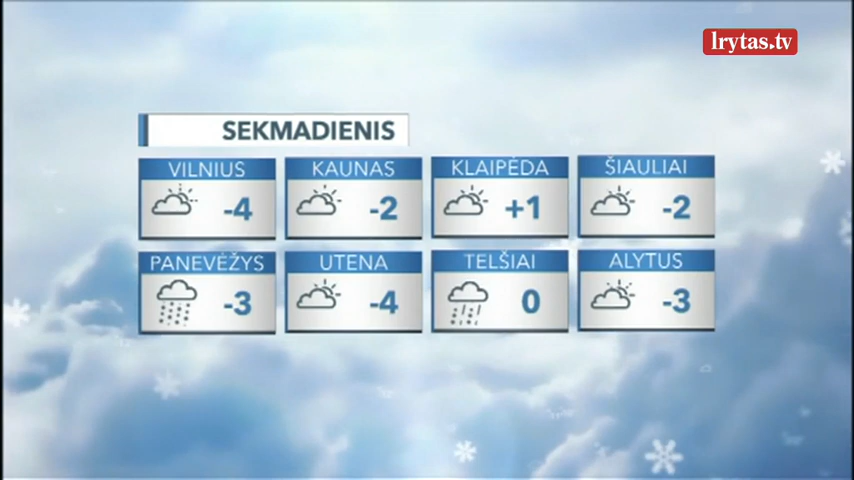 lrytas.tv
SEKMADIENIS
VILNIUS KAUNAS KLAIPĖDA ŠIAULIAI
-4 -2 +1 -2
PANEVĖŽYS UTENA TELŠIAI ALYTUS
-3 -4 0 -3